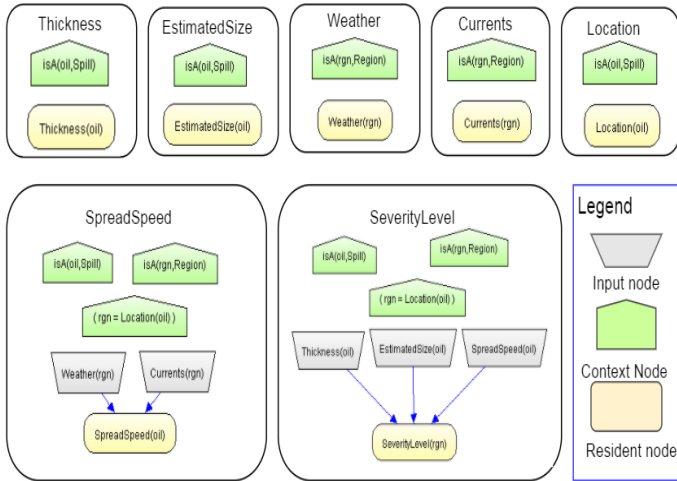 Thickness
isA(oil,Spill)
Thickness(oil)
EstimatedSize
isA(oil,Spill)
EstimatedSize(oil)
Weather
isA(rgn,Region)
Weather(rgn)
Currents
isA(rgn,Region)
Currents(rgn)
Location
isA(oil,Spill)
Location(oil)
SpreadSpeed
isA(oil,Spill)
isA(rgn,Region)
( rgn = Location(oil) )
Weather(rgn)
Currents(rgn)
SpreadSpeed(oil)
SeverityLevel
isA(oil,Spill)
isA(rgn,Region)
( rgn = Location(oil) )
Thickness(oil)
EstimatedSize(oil)
SpreadSpeed(oil)
SeverityLevel(rgn)
Legend
Input node
Context Node
Resident node